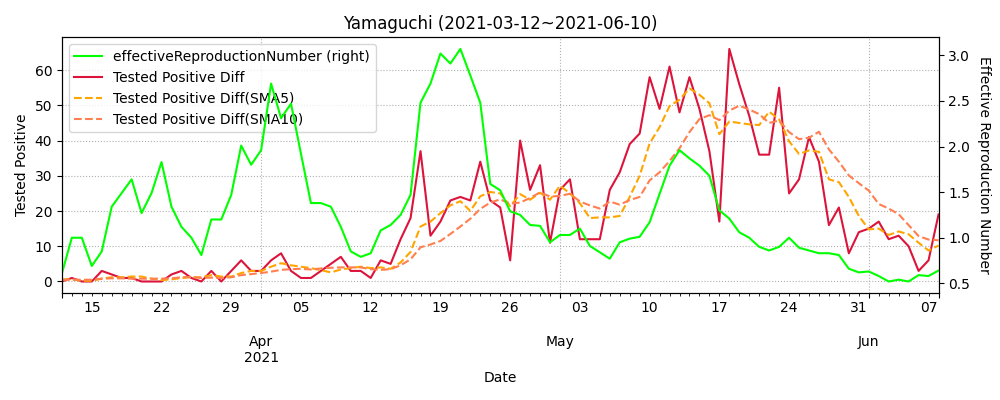 Yamaguchi (2021-03-12~2021-06-10)
effectiveReproductionNumber (right)
Tested Positive Diff
Tested Positive Diff(SMA5)
Tested Positive Diff(SMA10)
Tested Positive
60
50
40
30
20
10
0
3.0
2.5
2.0
1.5
1.0
0.5
Effective Reproduction Number
15 22 29 05 12 19 26 03 10 17 24 31 07
Apr May Jun
2021
Date